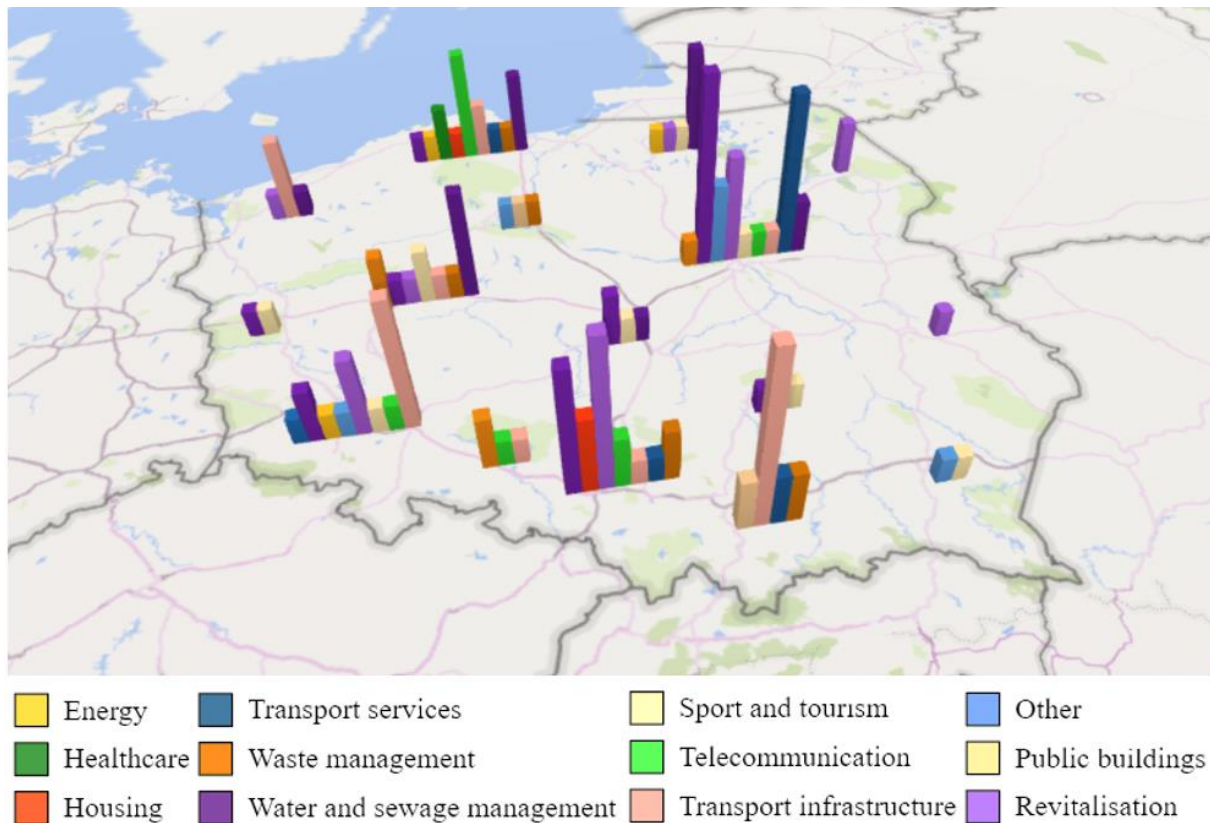 Energy
Transport services
Sport and tourism
Other
Healthcare
Waste management
Telecommunication
Public buildings
Housing
Water and sewage management
Transport infrastructure
Revitalisation